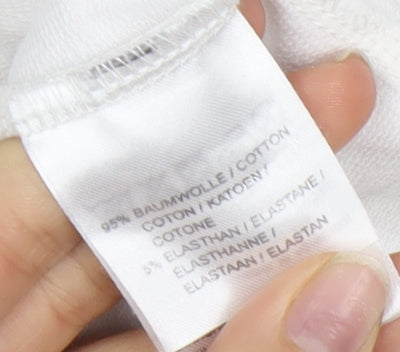 95% BAUMWOLLE / COTTON
COTON / KATOEN /
COTONE
5% ELASTHAN / ELASTANE /
ELASTHANNE /
ELASTAAN / ELASTAN